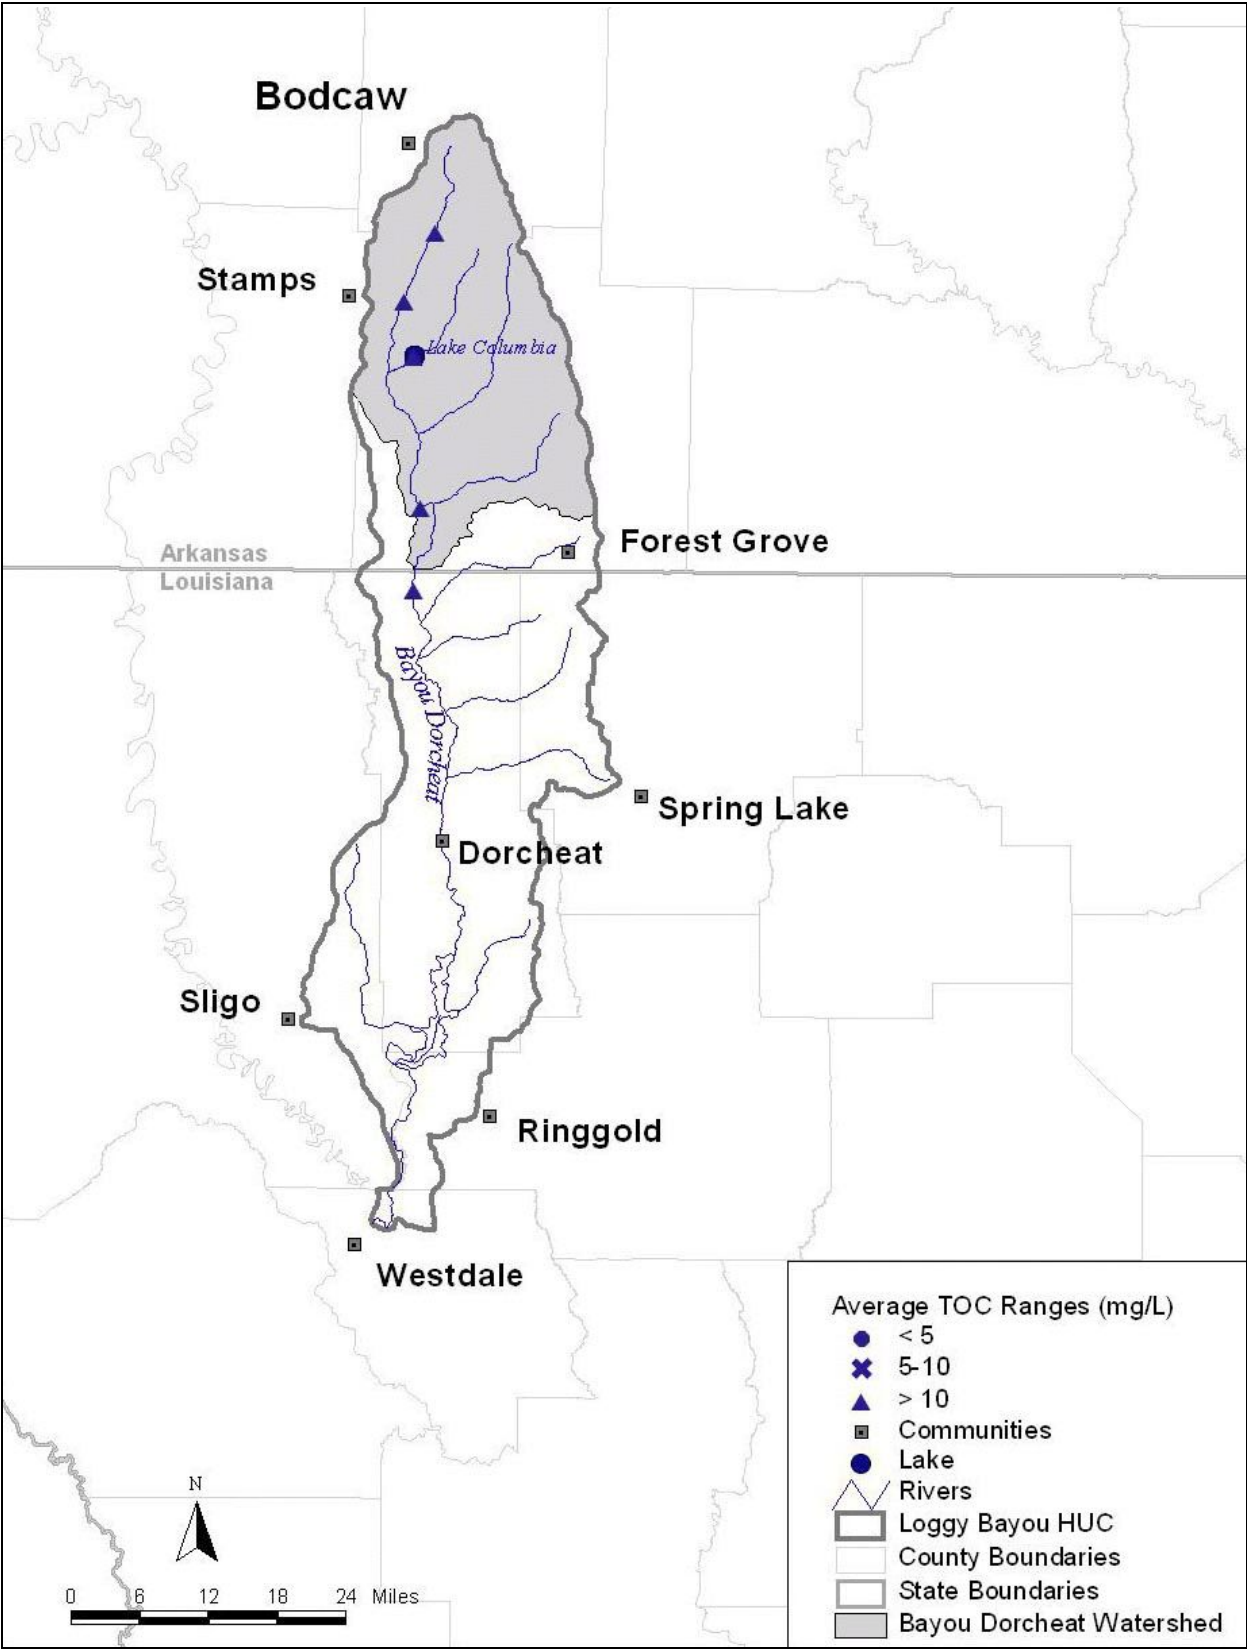 Bodcaw
Stamps
Lake Columbia
Forest Grove
Arkansas
Louisiana
Bayou Dorcheat
Spring Lake
Dorcheat
Sligo
Ringgold
Westdale
Average TOC Ranges (mg/L)
< 5
5-10
> 10
Communities
Lake
Rivers
Loggy Bayou HUC
County Boundaries
State Boundaries
Bayou Dorcheat Watershed
N
0 6 12 18 24 Miles